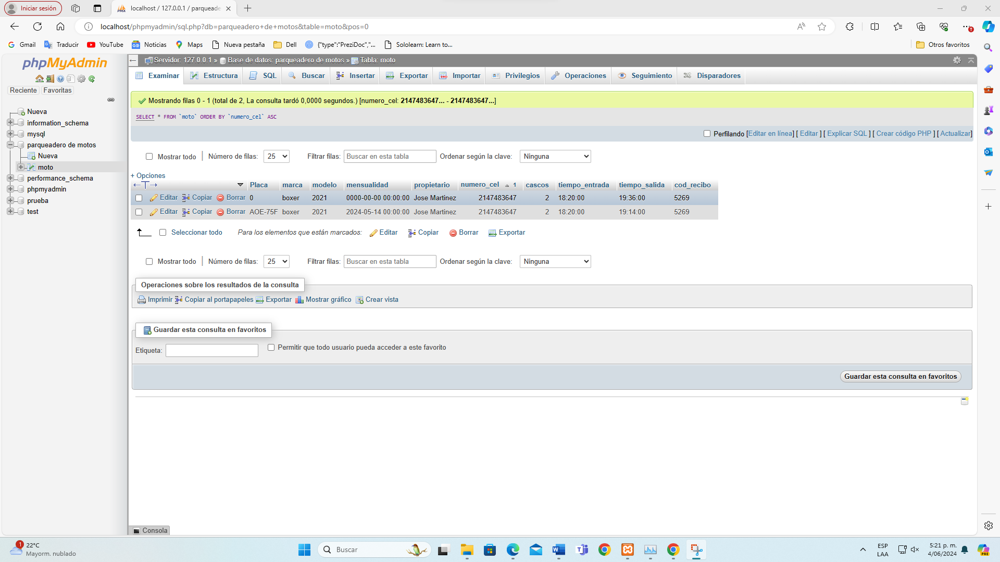 Iniciar sesión
localhost / 127.0.0.1 / parqueade
localhost/phpmyadmin/sql.php?db=parqueadero+de+motos&table=moto&pos=0
Gmail Traducir YouTube Noticias Maps Nueva pestaña Dell {"type":"PreziDoc","... Sololearn: Learn to... Otros favoritos
phpMyAdmin
Reciente Favoritas
Nueva
information_schema
mysql
parqueadero de motos
Nueva
moto
performance_schema
phpmyadmin
prueba
test
Servidor: 127.0.0.1 » Base de datos: parqueadero de motos » Tabla: moto
Examinar Estructura SQL Buscar Insertar Exportar Importar Privilegios Operaciones Seguimiento Disparadores
Mostrando filas 0 - 1 (total de 2, La consulta tardó 0,0000 segundos.) [numero_cel: 2147483647... - 2147483647...]
SELECT * FROM `moto` ORDER BY `numero_cel` ASC
Perfilando [Editar en línea] [ Editar ] [ Explicar SQL ] [ Crear código PHP ] [ Actualizar]
Mostrar todo Número de filas: 25 Filtrar filas: Buscar en esta tabla Ordenar según la clave: Ninguna
+ Opciones
←T→ Placa marca modelo mensualidad propietario numero_cel 1 cascos tiempo_entrada tiempo_salida cod_recibo
Editar Copiar Borrar 0 boxer 2021 0000-00-00 00:00:00 Jose Martinez 2147483647 2 18:20:00 19:36:00 5269
Editar Copiar Borrar AOE-75F boxer 2021 2024-05-14 00:00:00 Jose Martinez 2147483647 2 18:20:00 19:14:00 5269
Seleccionar todo Para los elementos que están marcados: Editar Copiar Borrar Exportar
Mostrar todo Número de filas: 25 Filtrar filas: Buscar en esta tabla Ordenar según la clave: Ninguna
Operaciones sobre los resultados de la consulta
Imprimir Copiar al portapapeles Exportar Mostrar gráfico Crear vista
Guardar esta consulta en favoritos
Etiqueta: Permitir que todo usuario pueda acceder a este favorito
Guardar esta consulta en favoritos
Consola
1 22°C
Mayorm. nublado
Buscar
ESP
LAA
5:21 p. m.
4/06/2024
PRE